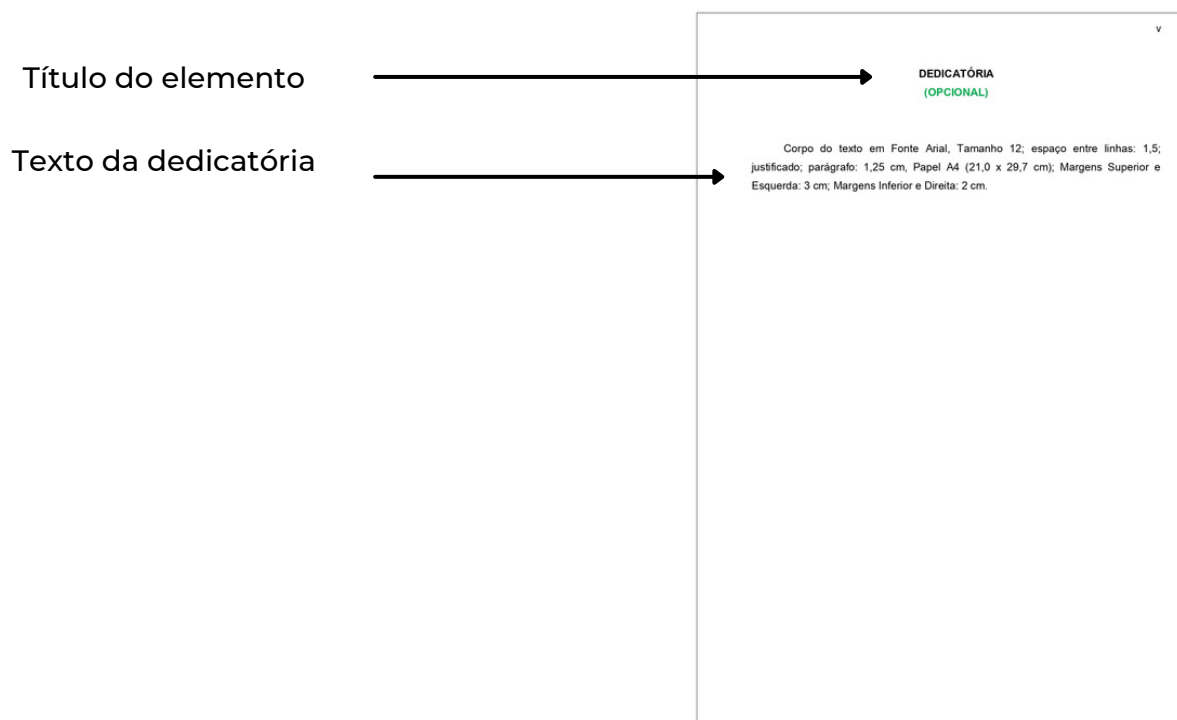 v
Título do elemento
DEDICATÓRIA
(OPCIONAL)
Texto da dedicatória
Corpo do texto em Fonte Arial, Tamanho 12; espaço entre linhas: 1,5;
justificado; parágrafo: 1,25 cm, Papel A4 (21,0 x 29,7 cm); Margens Superior e
Esquerda: 3 cm; Margens Inferior e Direita: 2 cm.